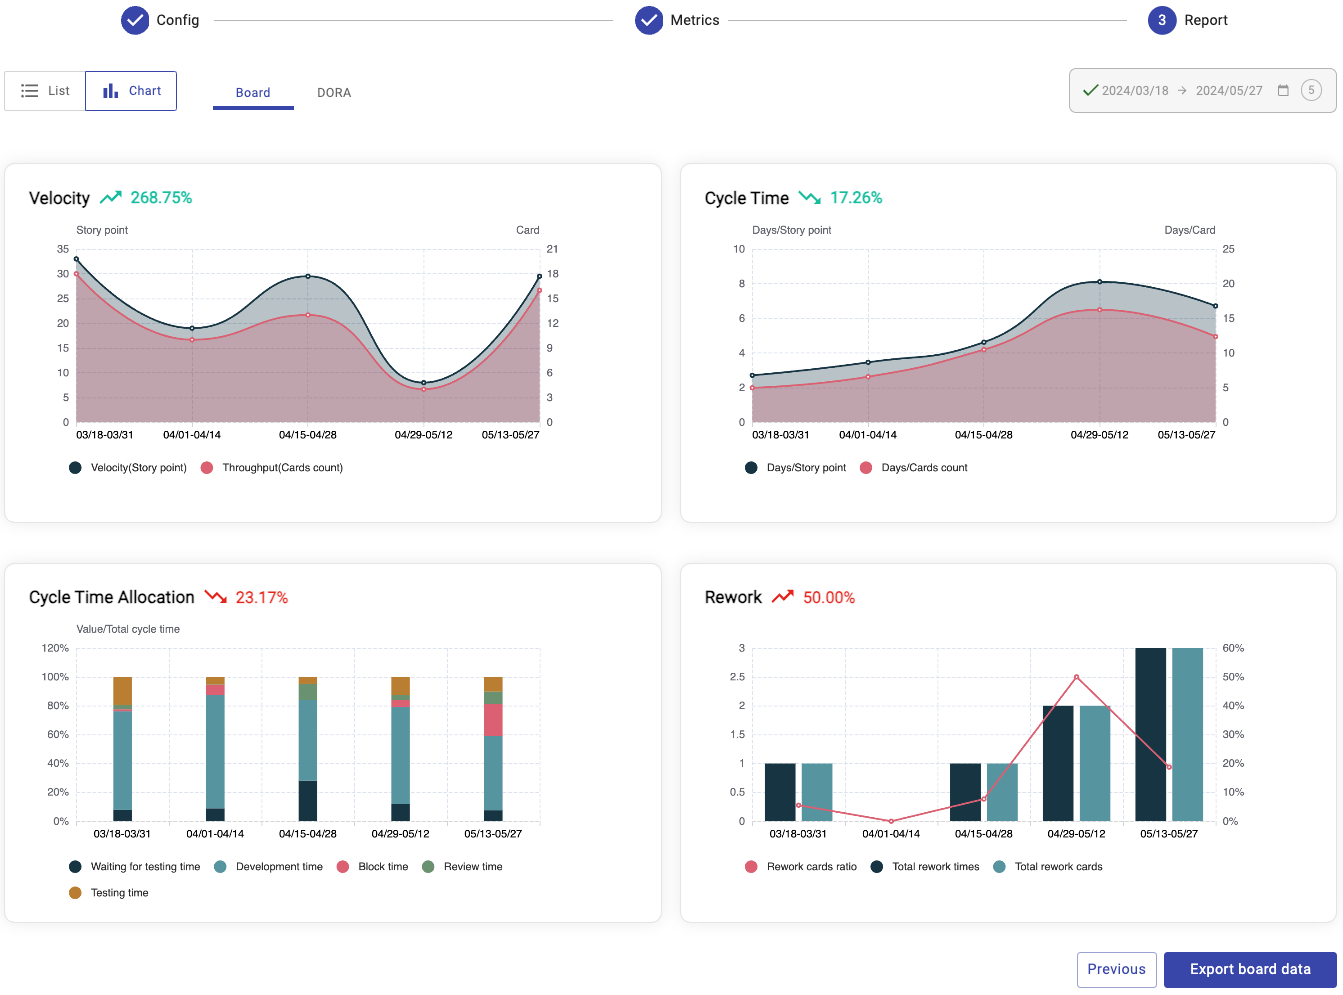 Config
Metrics
3 Report
List
Chart
Board
DORA
2024/03/18 → 2024/05/27 5
Velocity 268.75%
Story point Card
35 21
30 18
25 15
20 12
15 9
10 6
5 3
0 0
03/18-03/31 04/01-04/14 04/15-04/28 04/29-05/12 05/13-05/27
Velocity(Story point) Throughput(Cards count)
Cycle Time 17.26%
Days/Story point Days/Card
10 25
8 20
6 15
4 10
2 5
0 0
03/18-03/31 04/01-04/14 04/15-04/28 04/29-05/12 05/13-05/27
Days/Story point Days/Cards count
Cycle Time Allocation 23.17%
Value/Total cycle time
120%
100%
80%
60%
40%
20%
0%
03/18-03/31 04/01-04/14 04/15-04/28 04/29-05/12 05/13-05/27
Waiting for testing time Development time Block time Review time
Testing time
Rework 50.00%
3 60%
2.5 50%
2 40%
1.5 30%
1 20%
0.5 10%
0 0%
03/18-03/31 04/01-04/14 04/15-04/28 04/29-05/12 05/13-05/27
Rework cards ratio Total rework times Total rework cards
Previous
Export board data